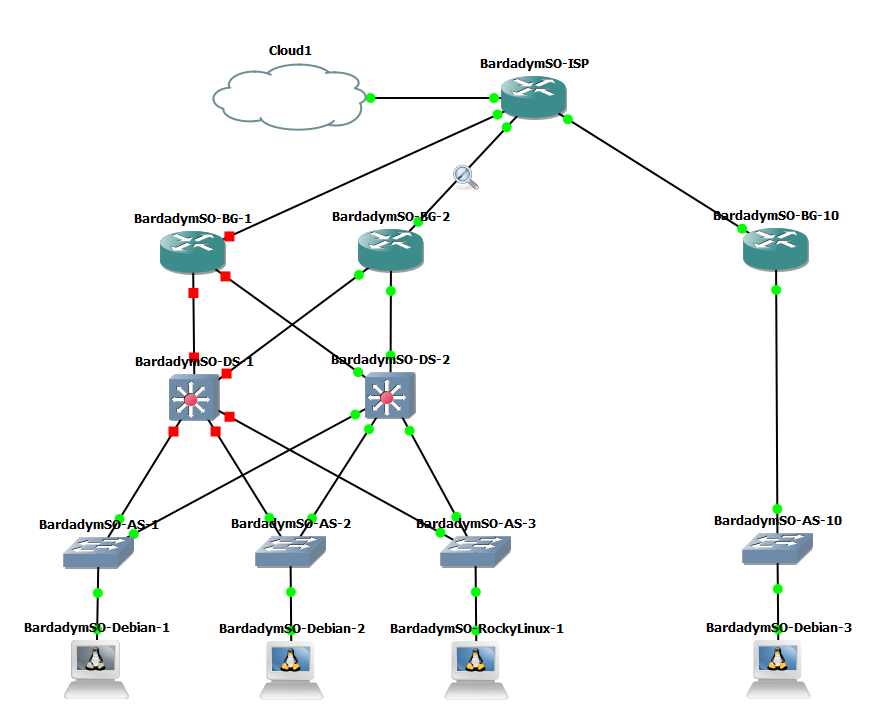 Cloud1
BardadymSO-ISP
BardadymSO-BG-1
BardadymSO-BG-2
BardadymSO-BG-10
BardadymSO-DS-1
BardadymSO-DS-2
BardadymSO-AS-1
BardadymSO-AS-2
BardadymSO-AS-3
BardadymSO-AS-10
BardadymSO-Debian-1
BardadymSO-Debian-2
BardadymSO-RockyLinux-1
BardadymSO-Debian-3